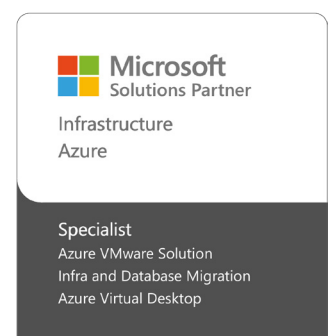 Microsoft
Solutions Partner
Infrastructure
Azure
Specialist
Azure VMware Solution
Infra and Database Migration
Azure Virtual Desktop